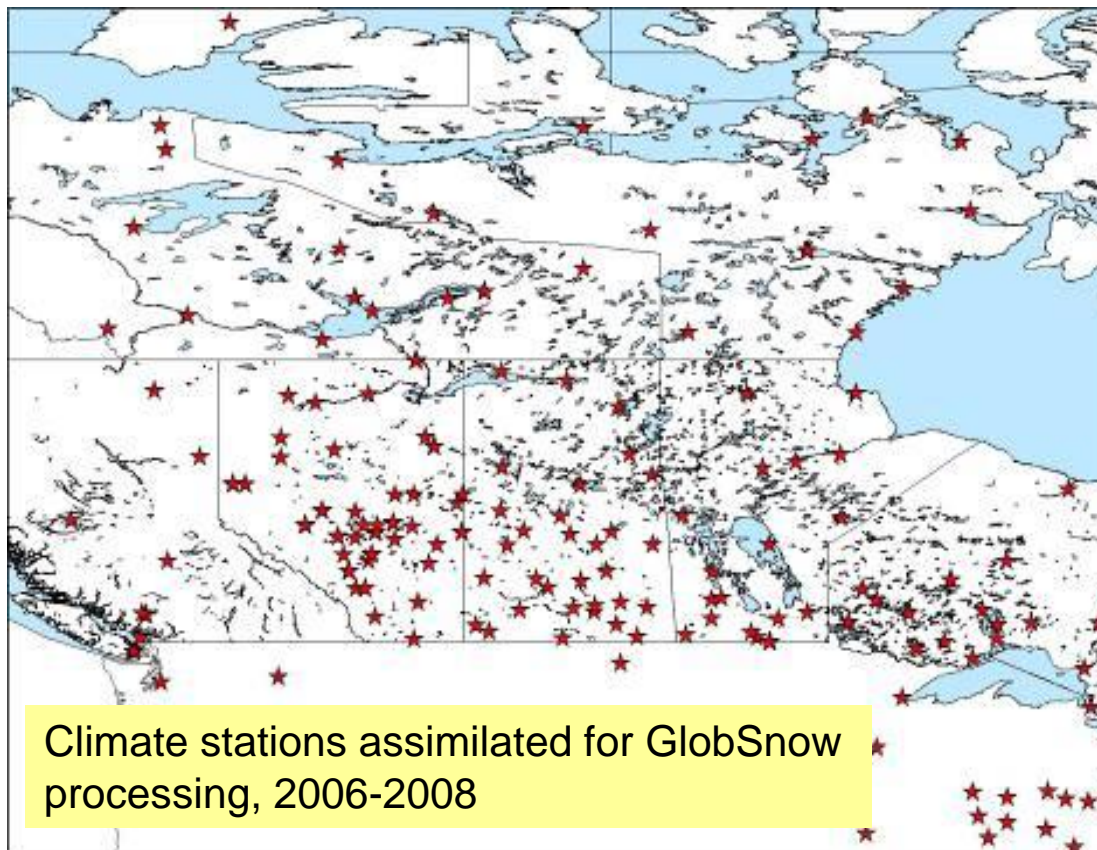 Climate stations assimilated for GlobSnow
processing, 2006-2008